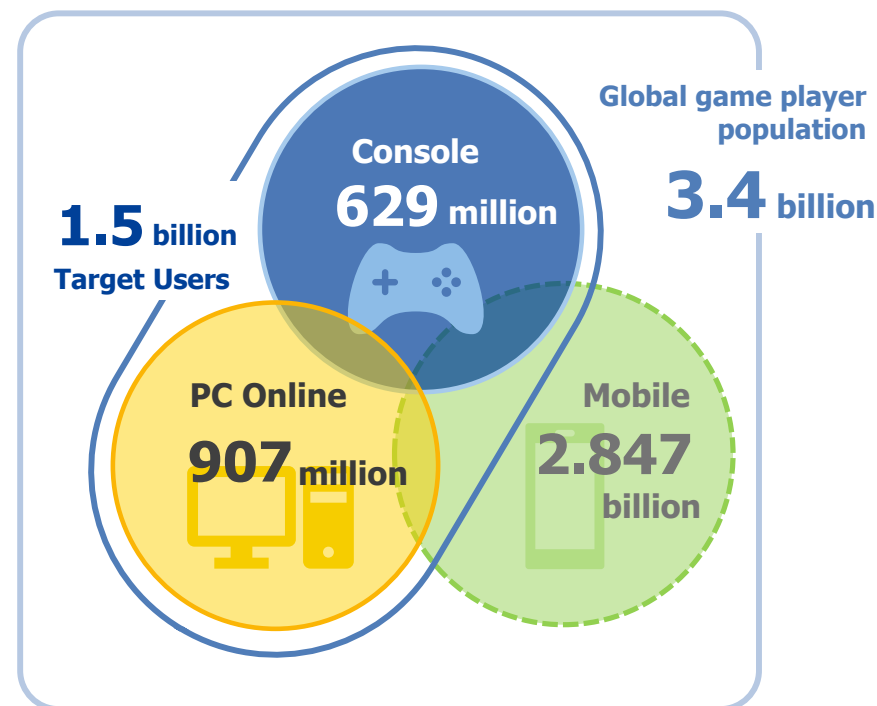 Global game player
population
3.4 billion
Console
629 million
1.5 billion
Target Users
PC Online
907 million
Mobile
2.847
billion